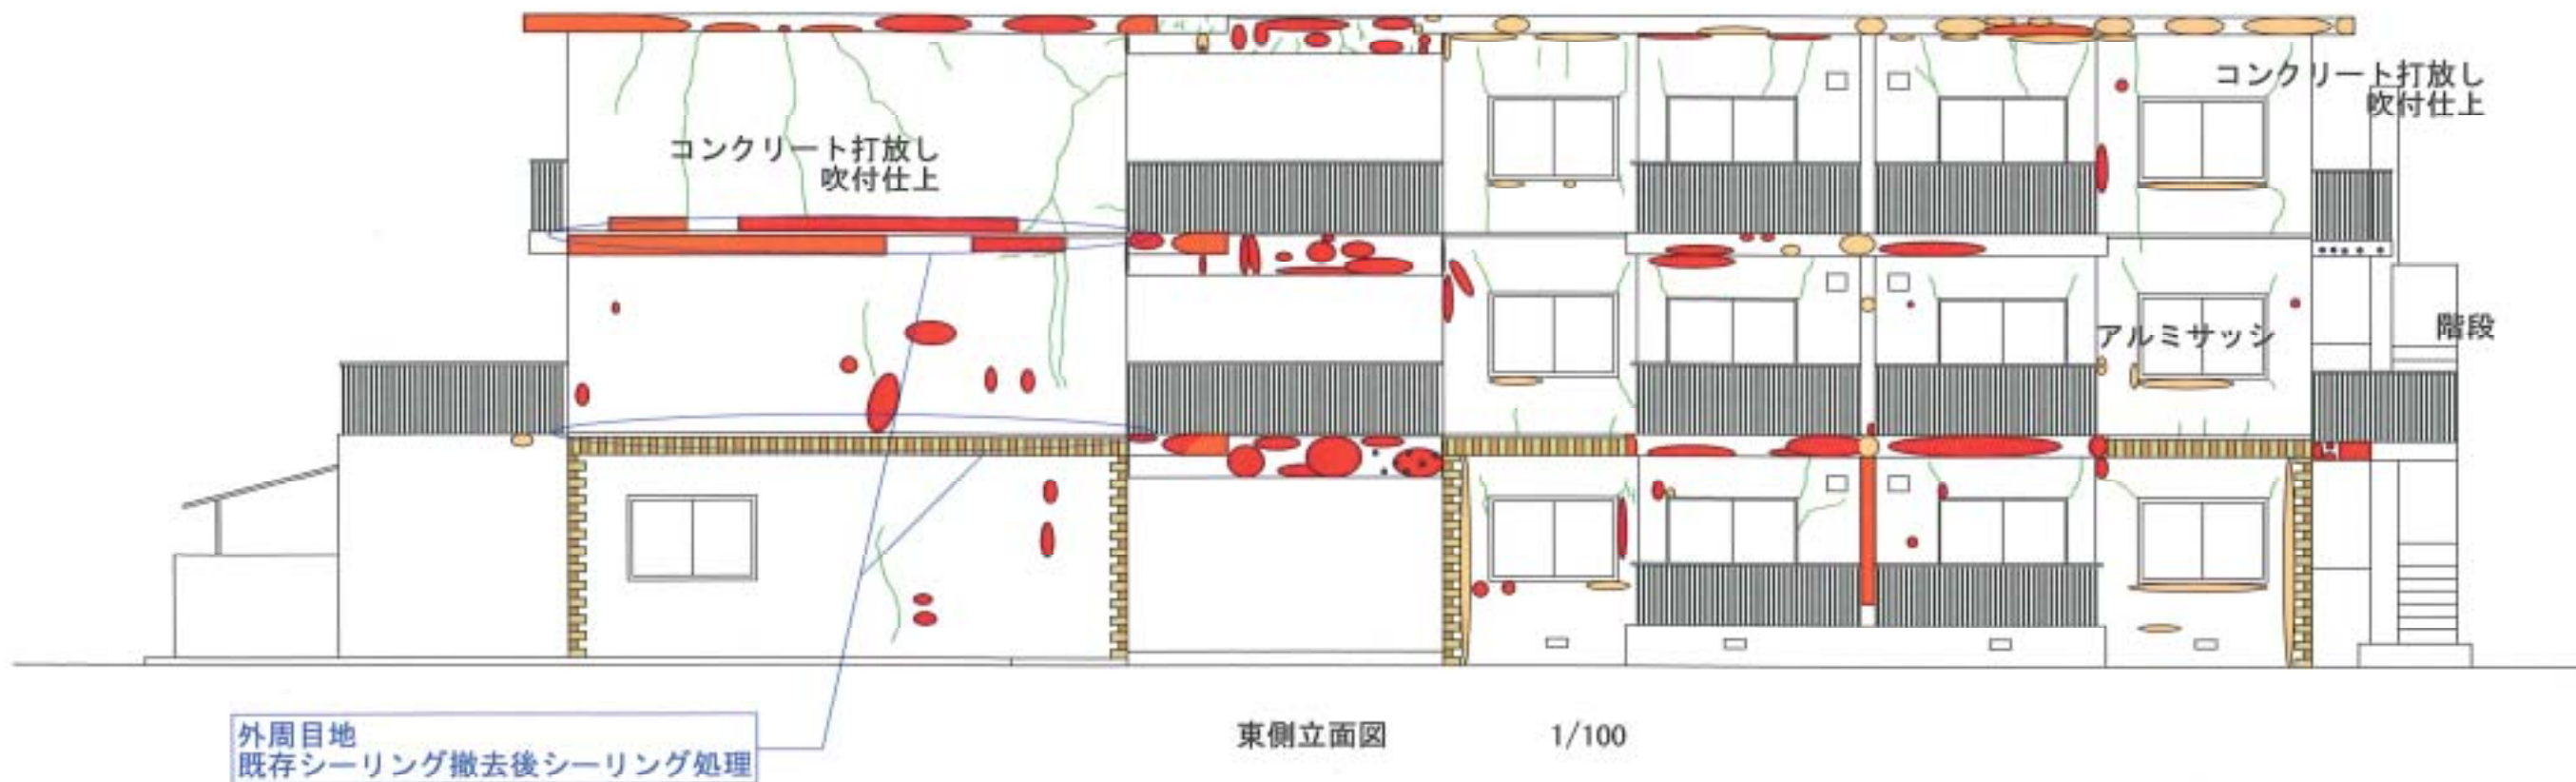 コンクリート打放し
吹付仕上
コンクリート打放し
吹付仕上
アルミサッシ
階段
外周目地
既存シーリング撤去後シーリング処理
東側立面図 1/100